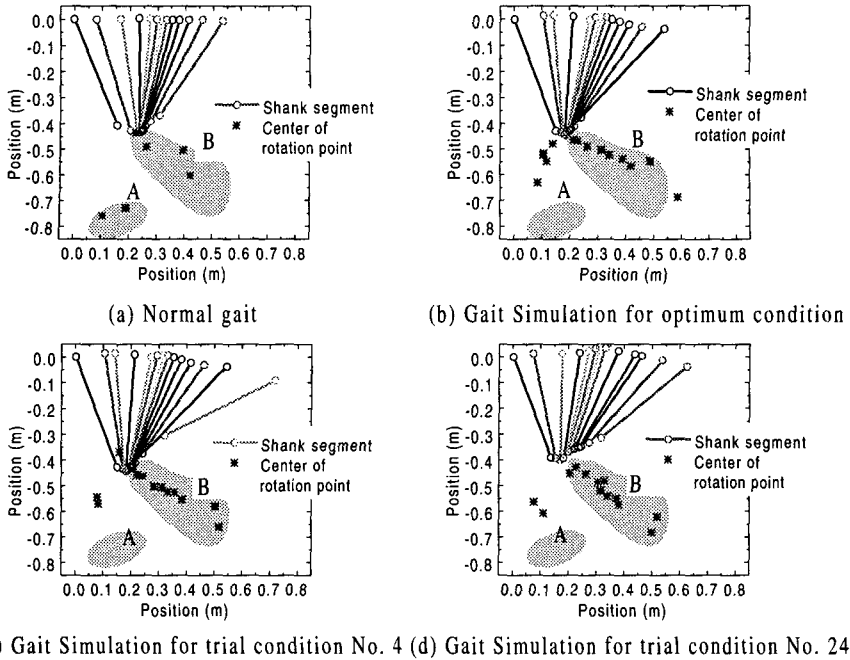 0.0
-0.1
-0.2
-0.3
-0.4
-0.5
-0.6
-0.7
-0.8
Position (m)
Shank segment
Center of
rotation point
B
A
0.0 0.1 0.2 0.3 0.4 0.5 0.6 0.7 0.8
Position (m)
(a) Normal gait
0.0
-0.1
-0.2
-0.3
-0.4
-0.5
-0.6
-0.7
-0.8
Position (m)
Shank segment
Center of
rotation point
B
A
0.0 0.1 0.2 0.3 0.4 0.5 0.6 0.7 0.8
Position (m)
(b) Gait Simulation for optimum condition
0.0
-0.1
-0.2
-0.3
-0.4
-0.5
-0.6
-0.7
-0.8
Position (m)
Shank segment
Center of
rotation point
B
A
0.0 0.1 0.2 0.3 0.4 0.5 0.6 0.7 0.8
Position (m)
) Gait Simulation for trial condition No. 4
0.0
-0.1
-0.2
-0.3
-0.4
-0.5
-0.6
-0.7
-0.8
Position (m)
Shank segment
Center of
rotation point
B
A
0.0 0.1 0.2 0.3 0.4 0.5 0.6 0.7 0.8
Position (m)
(d) Gait Simulation for trial condition No. 24